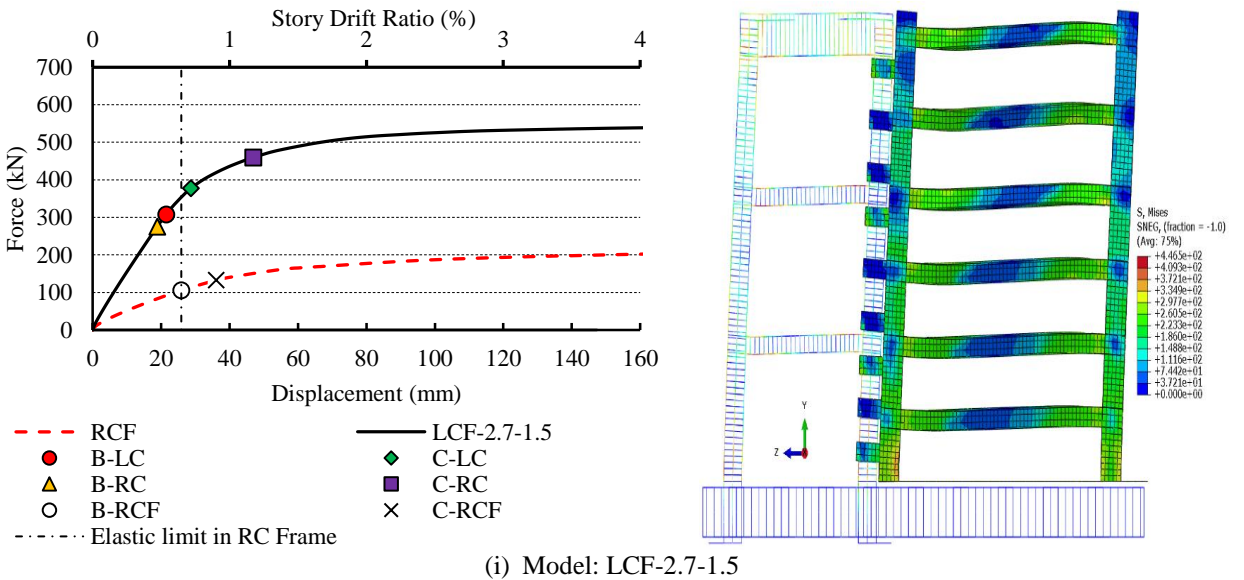 Story Drift Ratio (%)
0 1 2 3 4
700
600
500
400
300
200
100
0
Force (kN)
0 20 40 60 80 100 120 140 160
Displacement (mm)
RCF
LCF-2.7-1.5
B-LC
C-LC
B-RC
C-RC
B-RCF
C-RCF
Elastic limit in RC Frame
S, Mises
SNEG, (fraction = -1.0)
(Avg: 75%)
+4.465e+02
+4.093e+02
+3.721e+02
+3.349e+02
+2.977e+02
+2.605e+02
+2.233e+02
+1.860e+02
+1.488e+02
+1.116e+02
+7.442e+01
+3.721e+01
+0.000e+00
Y
Z
(i) Model: LCF-2.7-1.5